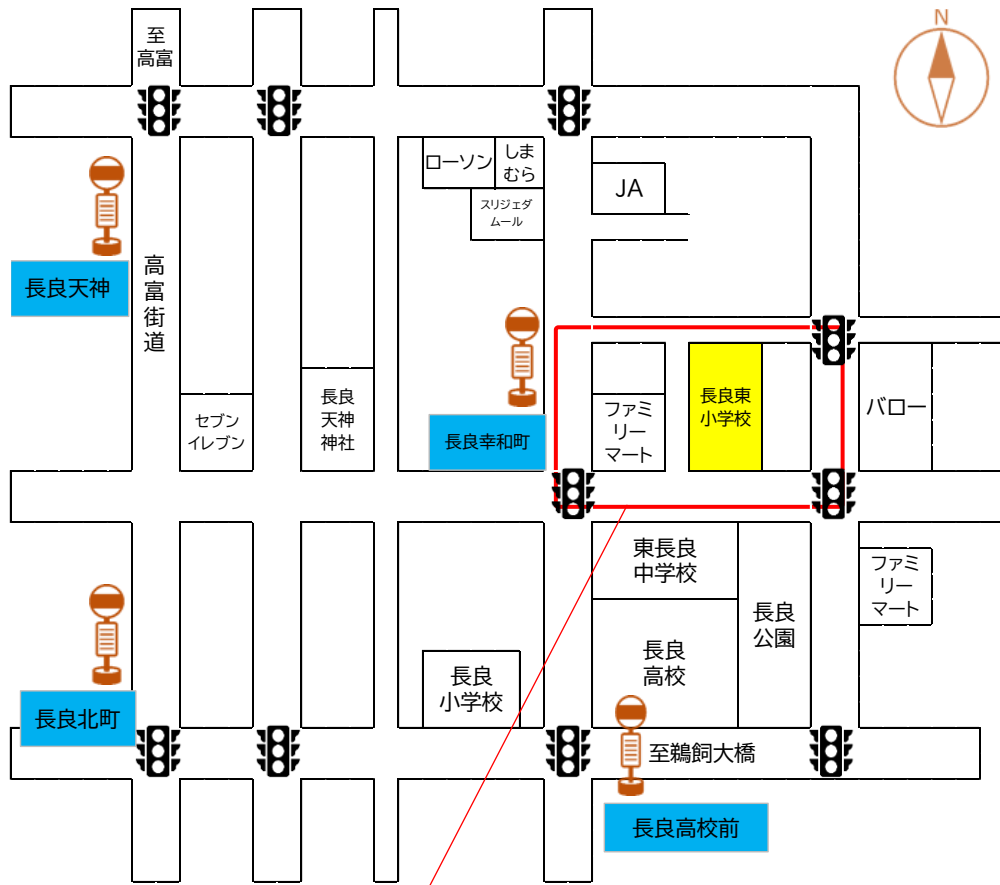 至
高富
N
ローソン
しま
むら
スリジェダ
ムール
JA
長良天神
高富街道
セブン
イレブン
長良
天神
神社
長良幸和町
ファミ
リー
マート
長良東
小学校
バロー
東長良
中学校
長良
公園
ファミ
リー
マート
長良
高校
長良
小学校
長良北町
至鵜飼大橋
長良高校前